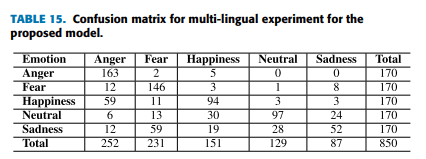 TABLE 15. Confusion matrix for multi-lingual experiment for the
proposed model.
Emotion Anger Fear Happiness Neutral Sadness Total
Anger 163 2 5 0 0 170
Fear 12 146 3 1 8 170
Happiness 59 11 94 3 3 170
Neutral 6 13 30 97 24 170
Sadness 12 59 19 28 52 170
Total 252 231 151 129 87 850